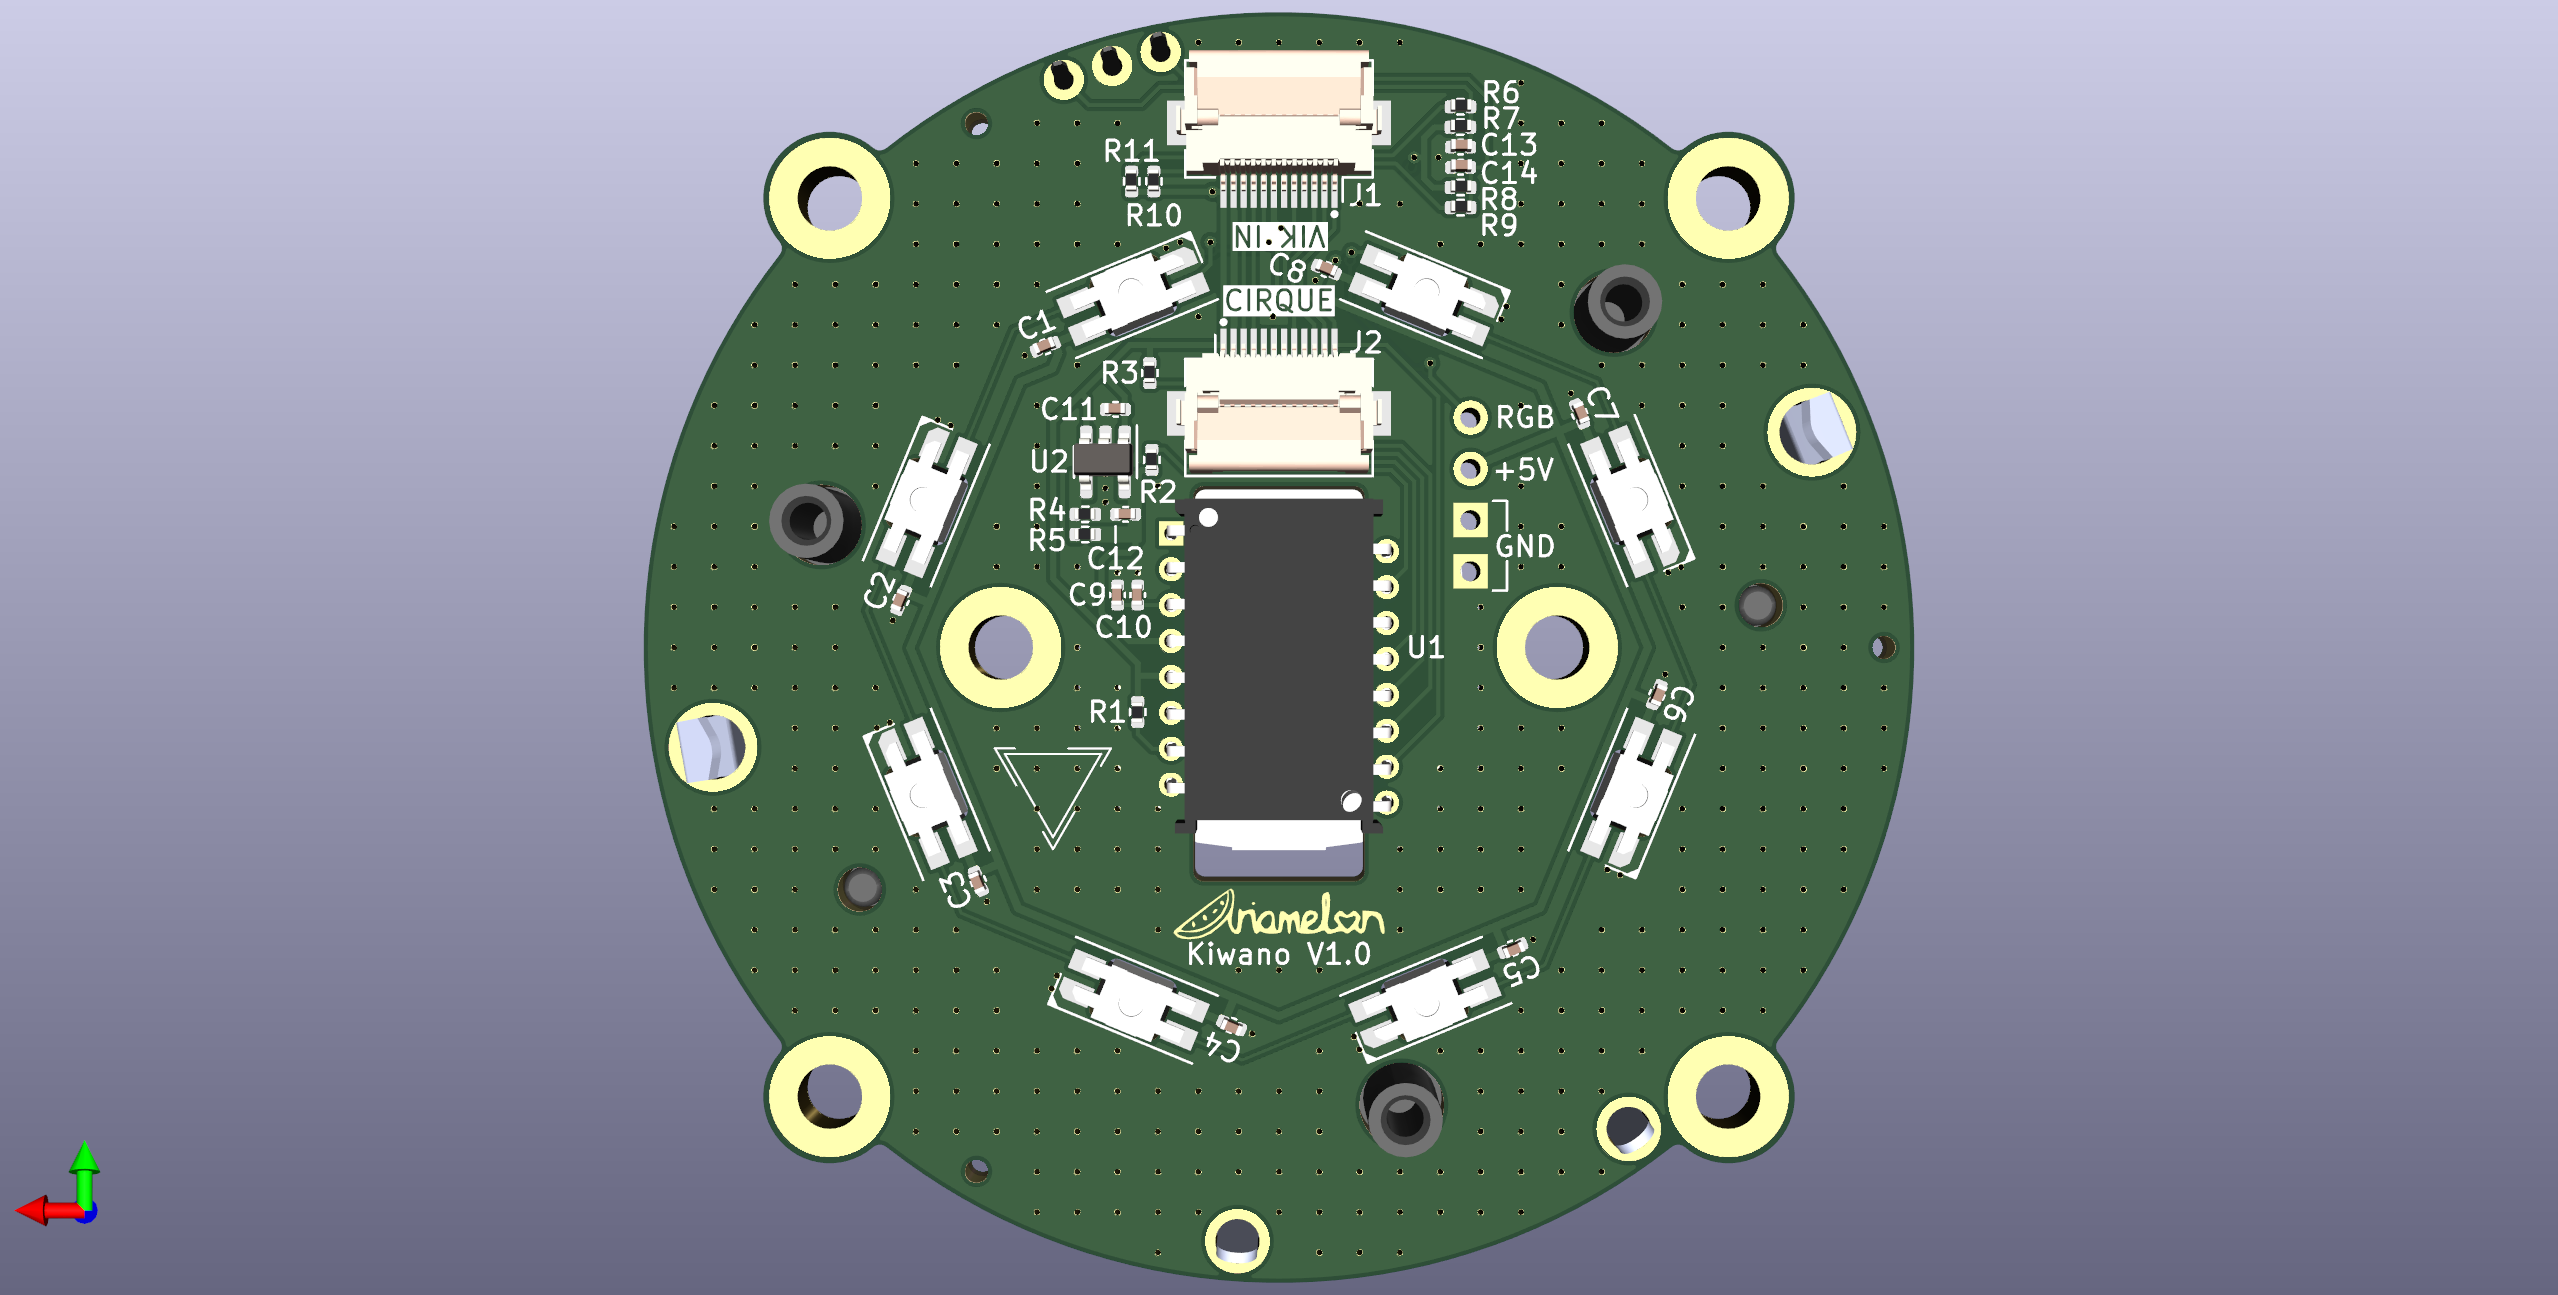 R6
R7
C13
C14
R8
R9
R11
R10
J1
VIK.IN
C8
CIRQUE
C1
J2
R3
C11
U2
R2
R4
R5
C12
C9
C10
R1
C2
C7
RGB
+5V
GND
U1
C6
C3
C5
C4
Ariamelon
Kiwano V1.0